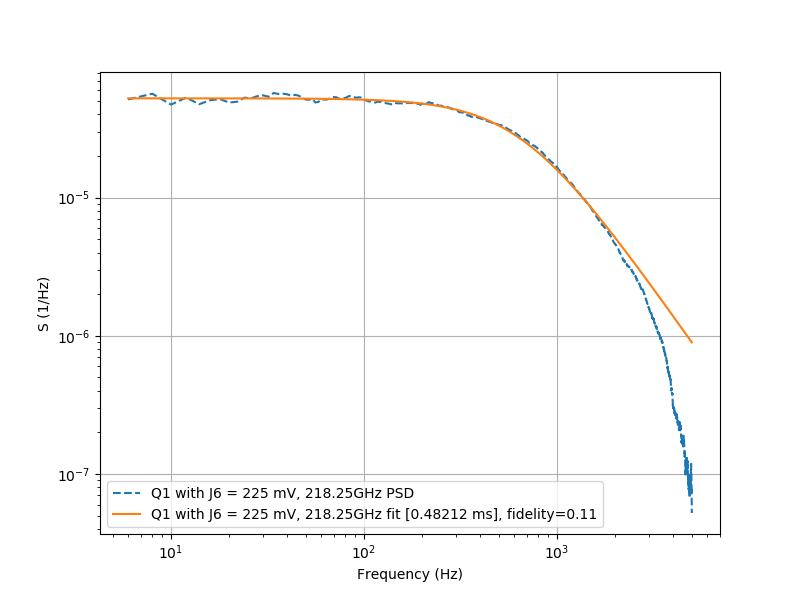 S (1/Hz)
10⁻⁵
10⁻⁶
10⁻⁷
Q1 with J6 = 225 mV, 218.25GHz PSD
Q1 with J6 = 225 mV, 218.25GHz fit [0.48212 ms], fidelity=0.11
10¹ 10² 10³
Frequency (Hz)